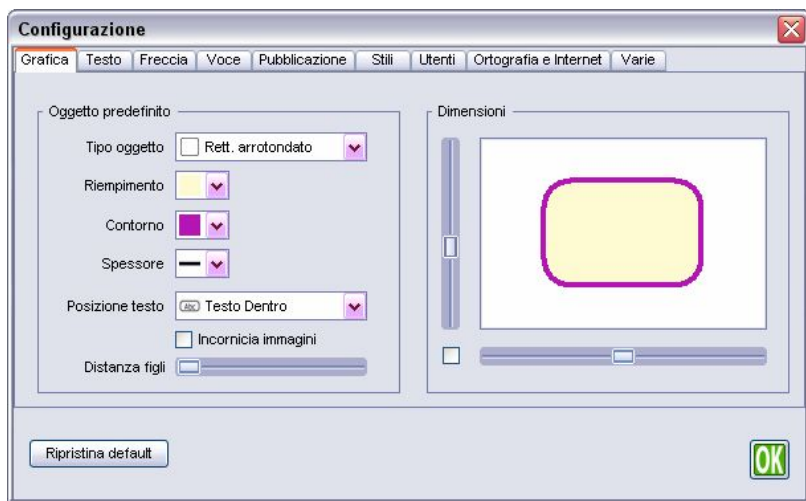 Configurazione
Grafica Testo Freccia Voce Pubblicazione Stili Utenti Ortografia e Internet Varie
Oggetto predefinito
Tipo oggetto Rett. arrotondato
Riempimento
Contorno
Spessore
Posizione testo Abc Testo Dentro
Incornicia immagini
Distanza figli
Dimensioni
Ripristina default
OK